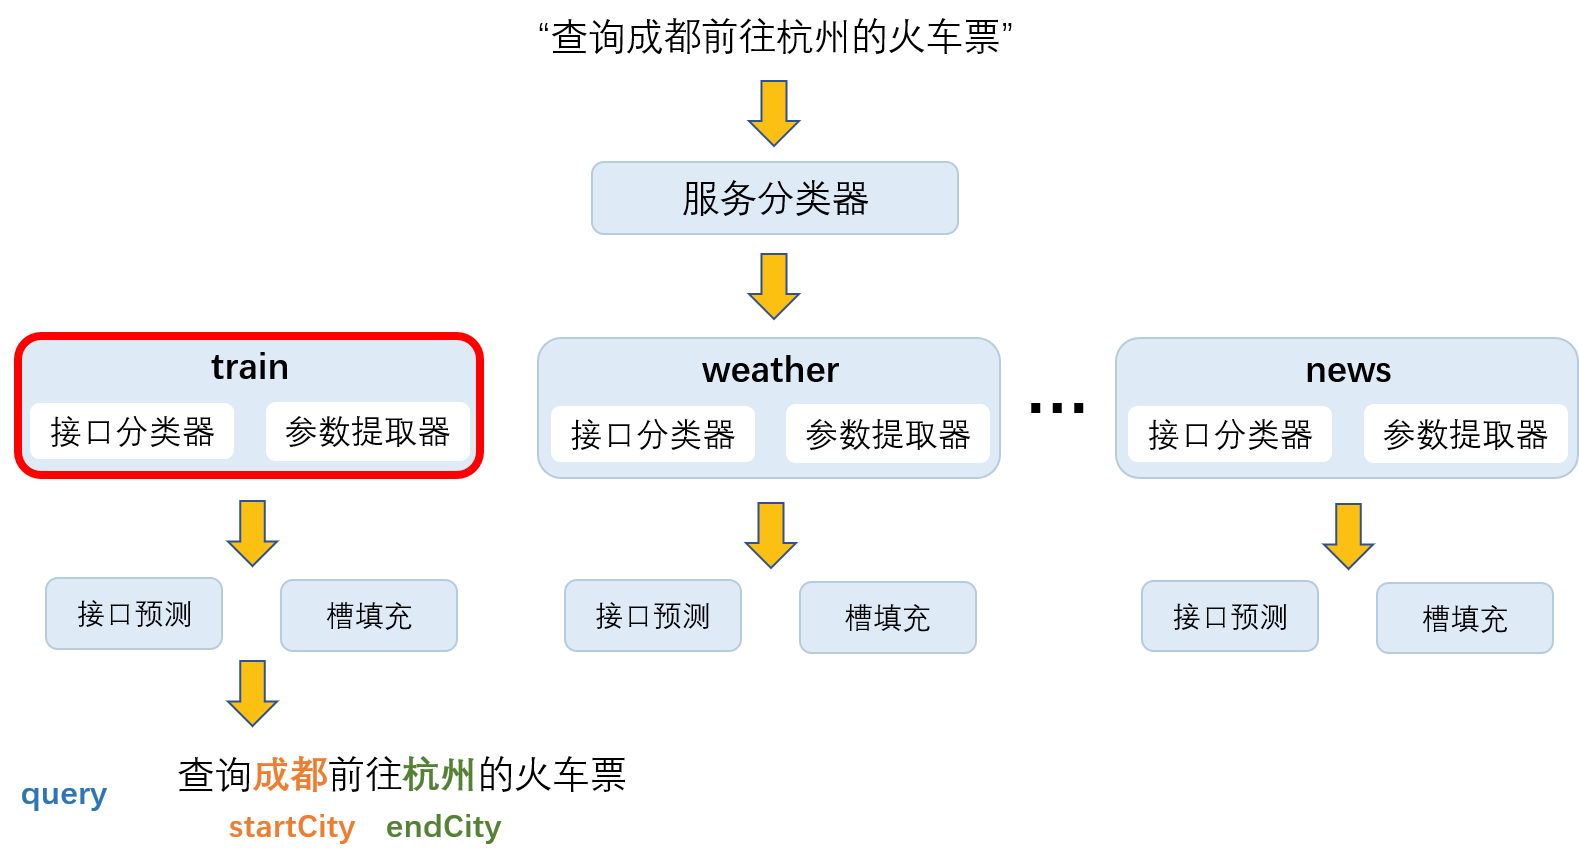 “查询成都前往杭州的火车票”
服务分类器
train
接口分类器 参数提取器
weather
接口分类器 参数提取器
...
news
接口分类器 参数提取器
接口预测 槽填充
接口预测 槽填充
接口预测 槽填充
查询成都前往杭州的火车票
query
startCity endCity